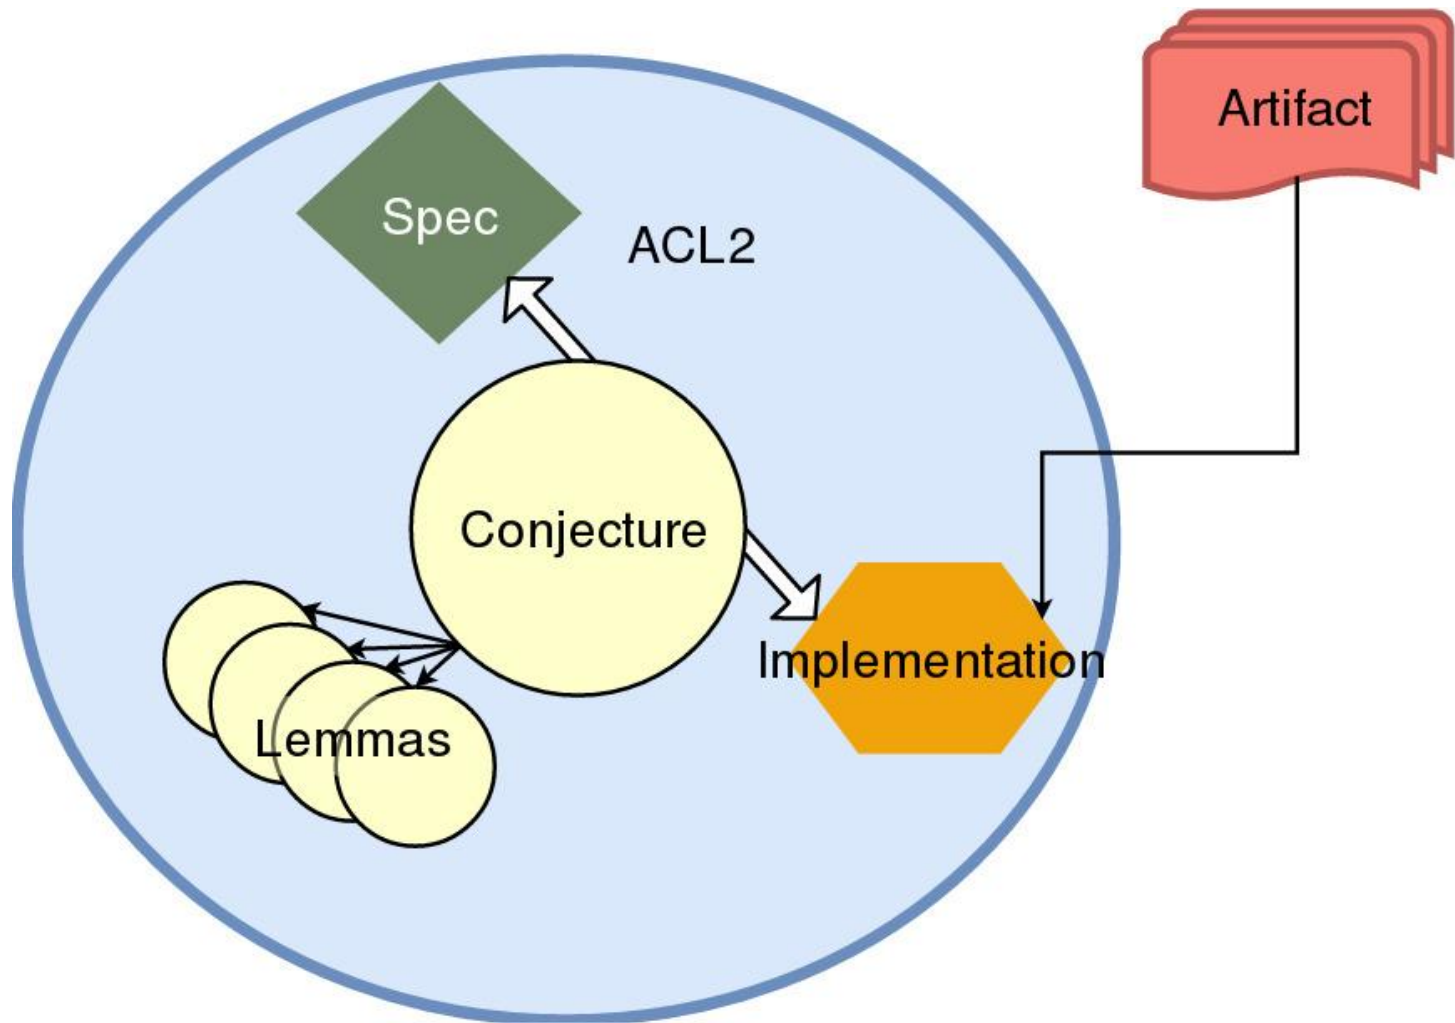 Artifact
Spec
ACL2
Conjecture
Implementation
Lemmas